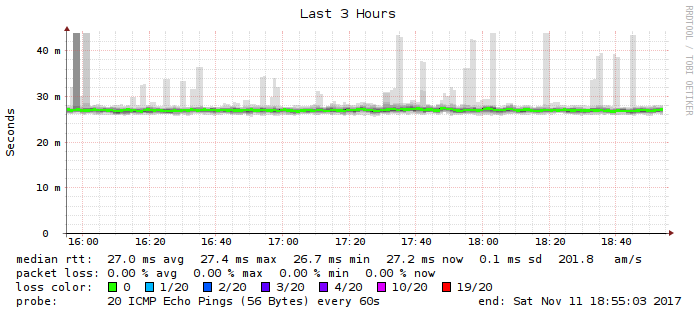 Last 3 Hours
RRDTOOL / TOBI OETIKER
Seconds
40 m
30 m
20 m
10 m
0
16:00 16:20 16:40 17:00 17:20 17:40 18:00 18:20 18:40
median rtt: 27.0 ms avg 27.4 ms max 26.7 ms min 27.2 ms now 0.1 ms sd 201.8 am/s
packet loss: 0.00 % avg 0.00 % max 0.00 % min 0.00 % now
loss color: 0 1/20 2/20 3/20 4/20 10/20 19/20
probe: 20 ICMP Echo Pings (56 Bytes) every 60s end: Sat Nov 11 18:55:03 2017